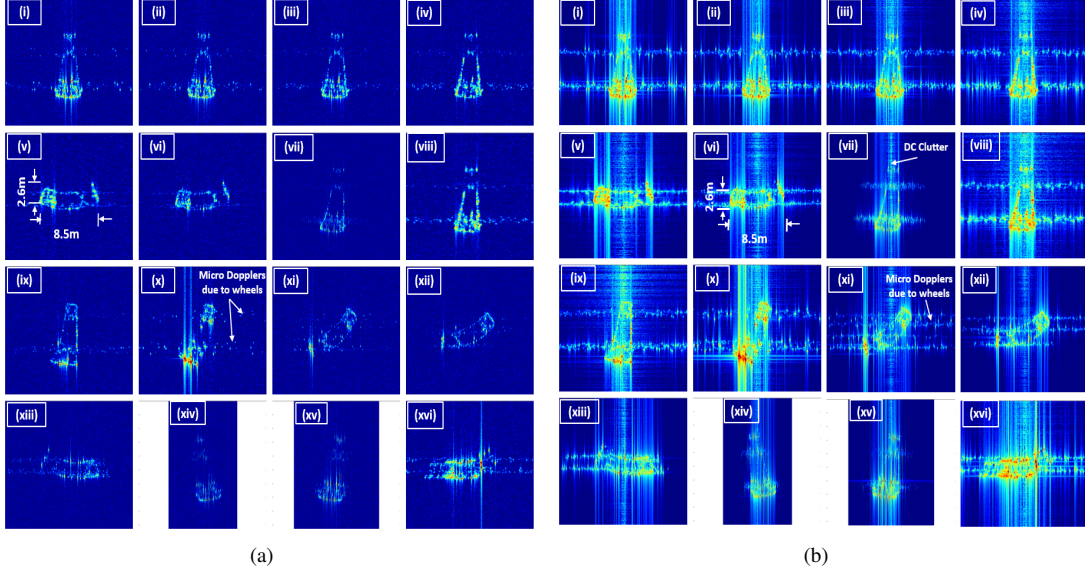 (i)
(ii)
(iii)
(iv)
(v)
2.6m
8.5m
(vi)
(vii)
(viii)
(ix)
(x)
Micro Dopplers
due to wheels
(xi)
(xii)
(xiii)
(xiv)
(xv)
(xvi)
(a)
(i)
(ii)
(iii)
(iv)
(v)
(vi)
2.6m
8.5m
(vii)
DC Clutter
(viii)
(ix)
(x)
(xi)
Micro Dopplers
due to wheels
(xii)
(xiii)
(xiv)
(xv)
(xvi)
(b)